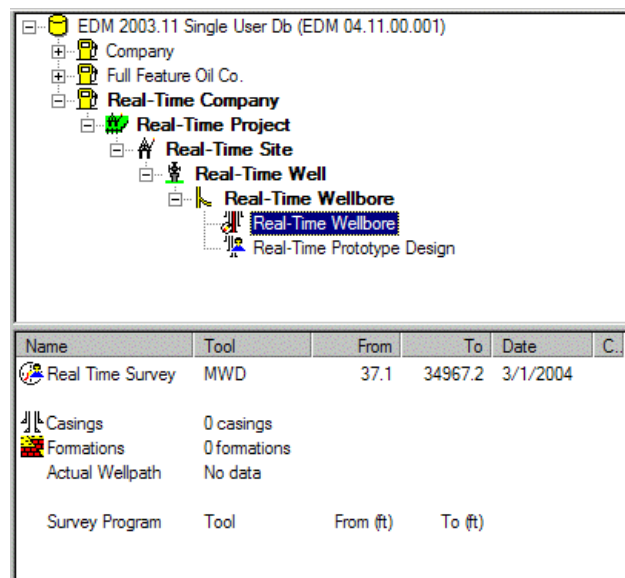 EDM 2003.11 Single User Db (EDM 04.11.00.001)
Company
Full Feature Oil Co.
Real-Time Company
Real-Time Project
Real-Time Site
Real-Time Well
Real-Time Wellbore
Real-Time Wellbore
Real-Time Prototype Design
Name Tool From To Date C..
Real Time Survey MWD 37.1 34967.2 3/1/2004
Casings 0 casings
Formations 0 formations
Actual Wellpath No data
Survey Program Tool From (ft) To (ft)